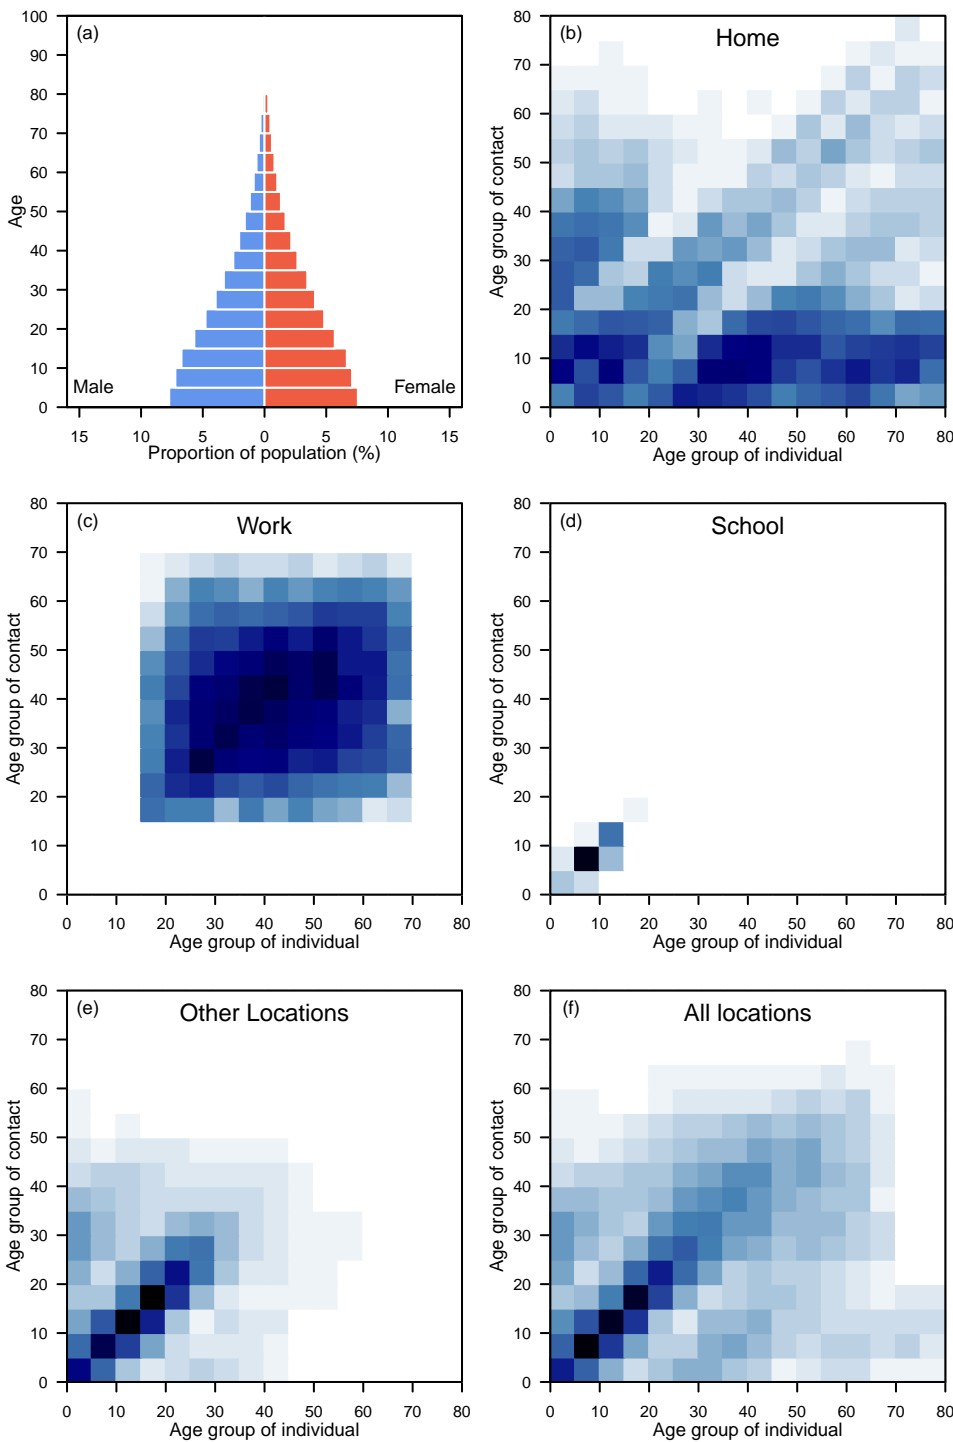 (a)
100
80
60
40
20
0
Age
Male
Female
15 10 5 0 5 10 15
Proportion of population (%)
(b)
Home
80
70
60
50
40
30
20
10
0
Age group of contact
0 10 20 30 40 50 60 70 80
Age group of individual
(c)
Work
80
70
60
50
40
30
20
10
0
Age group of contact
0 10 20 30 40 50 60 70 80
Age group of individual
(d)
School
80
70
60
50
40
30
20
10
0
Age group of contact
0 10 20 30 40 50 60 70 80
Age group of individual
(e)
Other Locations
80
70
60
50
40
30
20
10
0
Age group of contact
0 10 20 30 40 50 60 70 80
Age group of individual
(f)
All locations
80
70
60
50
40
30
20
10
0
Age group of contact
0 10 20 30 40 50 60 70 80
Age group of individual